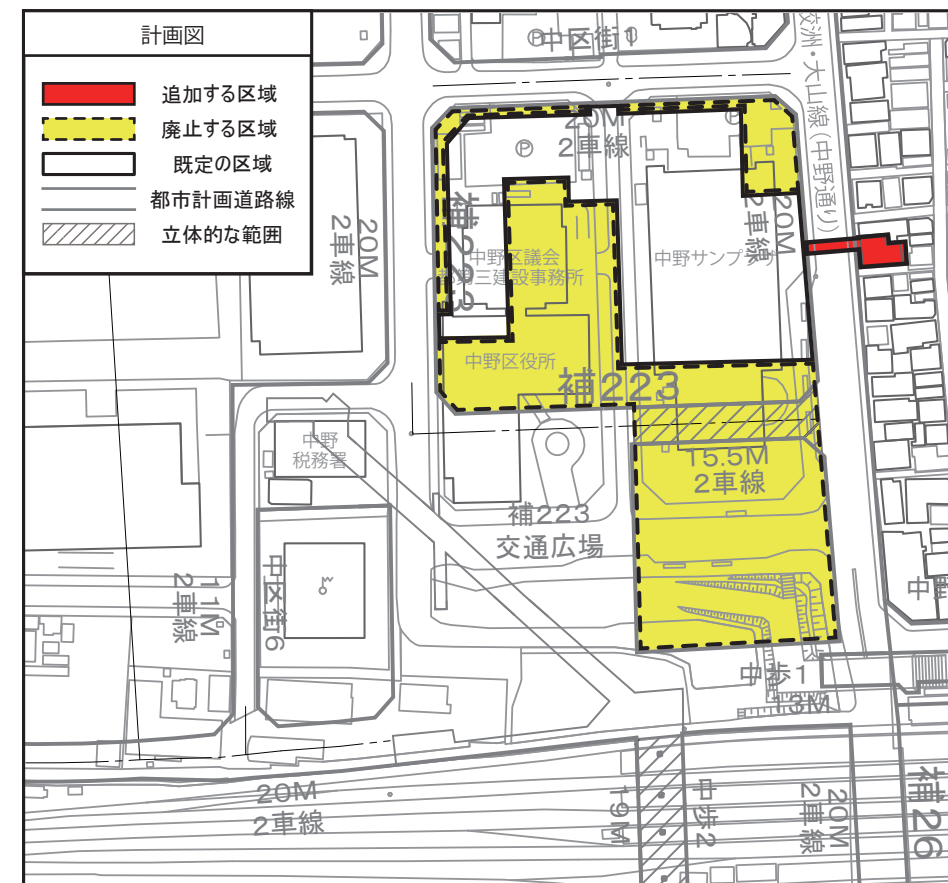 計画図
追加する区域
廃止する区域
既定の区域
都市計画道路線
立体的な範囲
中区街1
大山線(中野通り)
20M
2車線
20M
2車線
補223
中野区議会
第三建設事務所
中野サンプラザ
20M
2車線
中野区役所
補223
中野
税務署
15.5M
2車線
補223
交通広場
11M
2車線
中区街6
中歩1
13M
20M
2車線
19M
中歩2
20M
2車線
補26